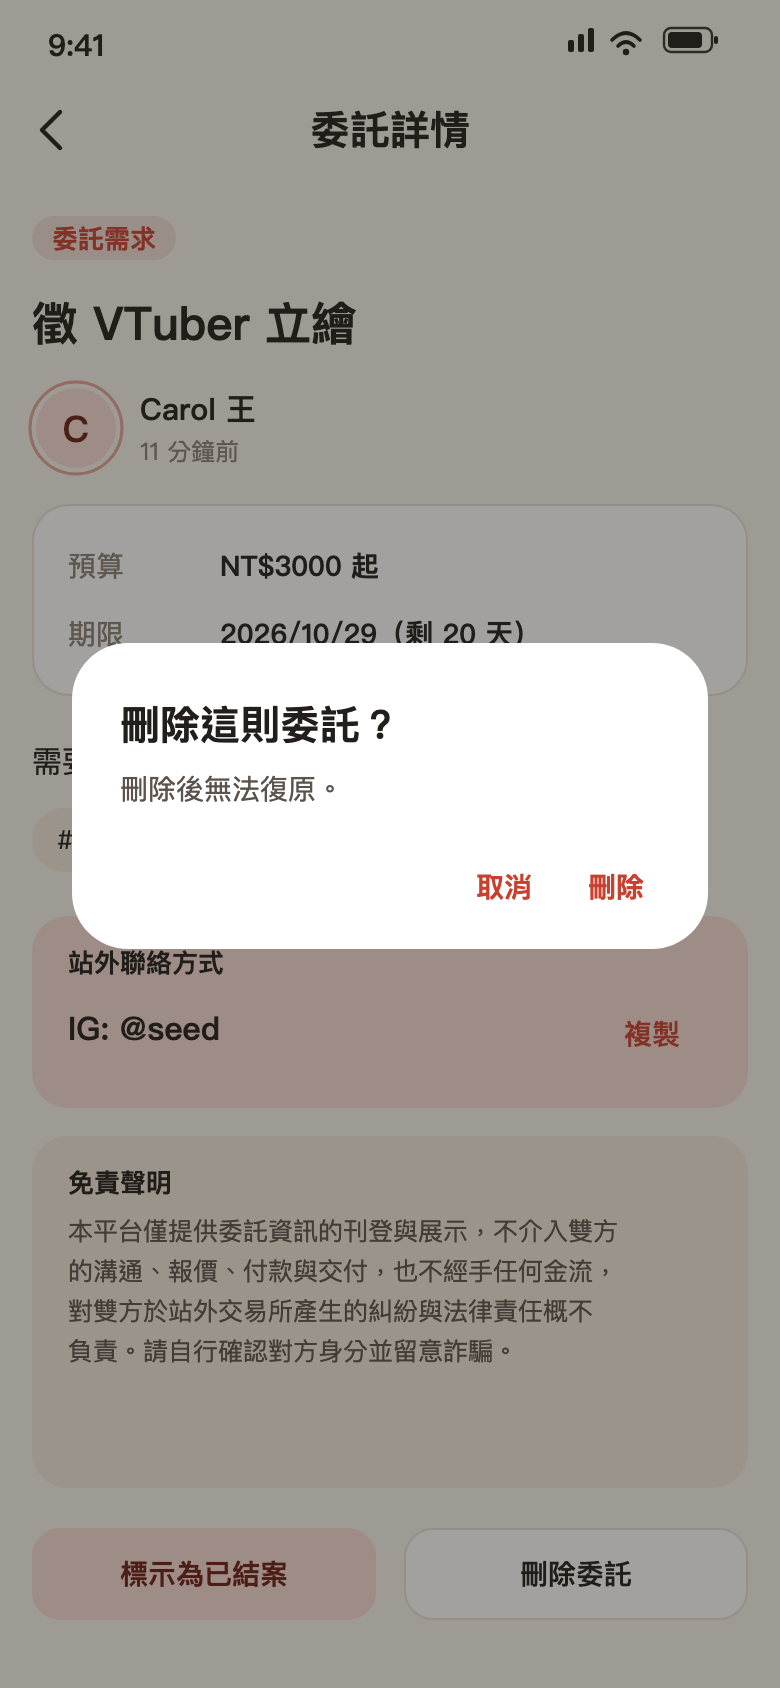 9:41
委託詳情
委託需求
徵 VTuber 立繪
C
Carol 王
11 分鐘前
預算 NT$3000 起
期限 2026/10/29（剩 20 天）
刪除這則委託？
需
刪除後無法復原。
#
取消 刪除
站外聯絡方式
IG: @seed 複製
免責聲明
本平台僅提供委託資訊的刊登與展示，不介入雙方
的溝通、報價、付款與交付，也不經手任何金流，
對雙方於站外交易所產生的糾紛與法律責任概不
負責。請自行確認對方身分並留意詐騙。
標示為已結案 刪除委託